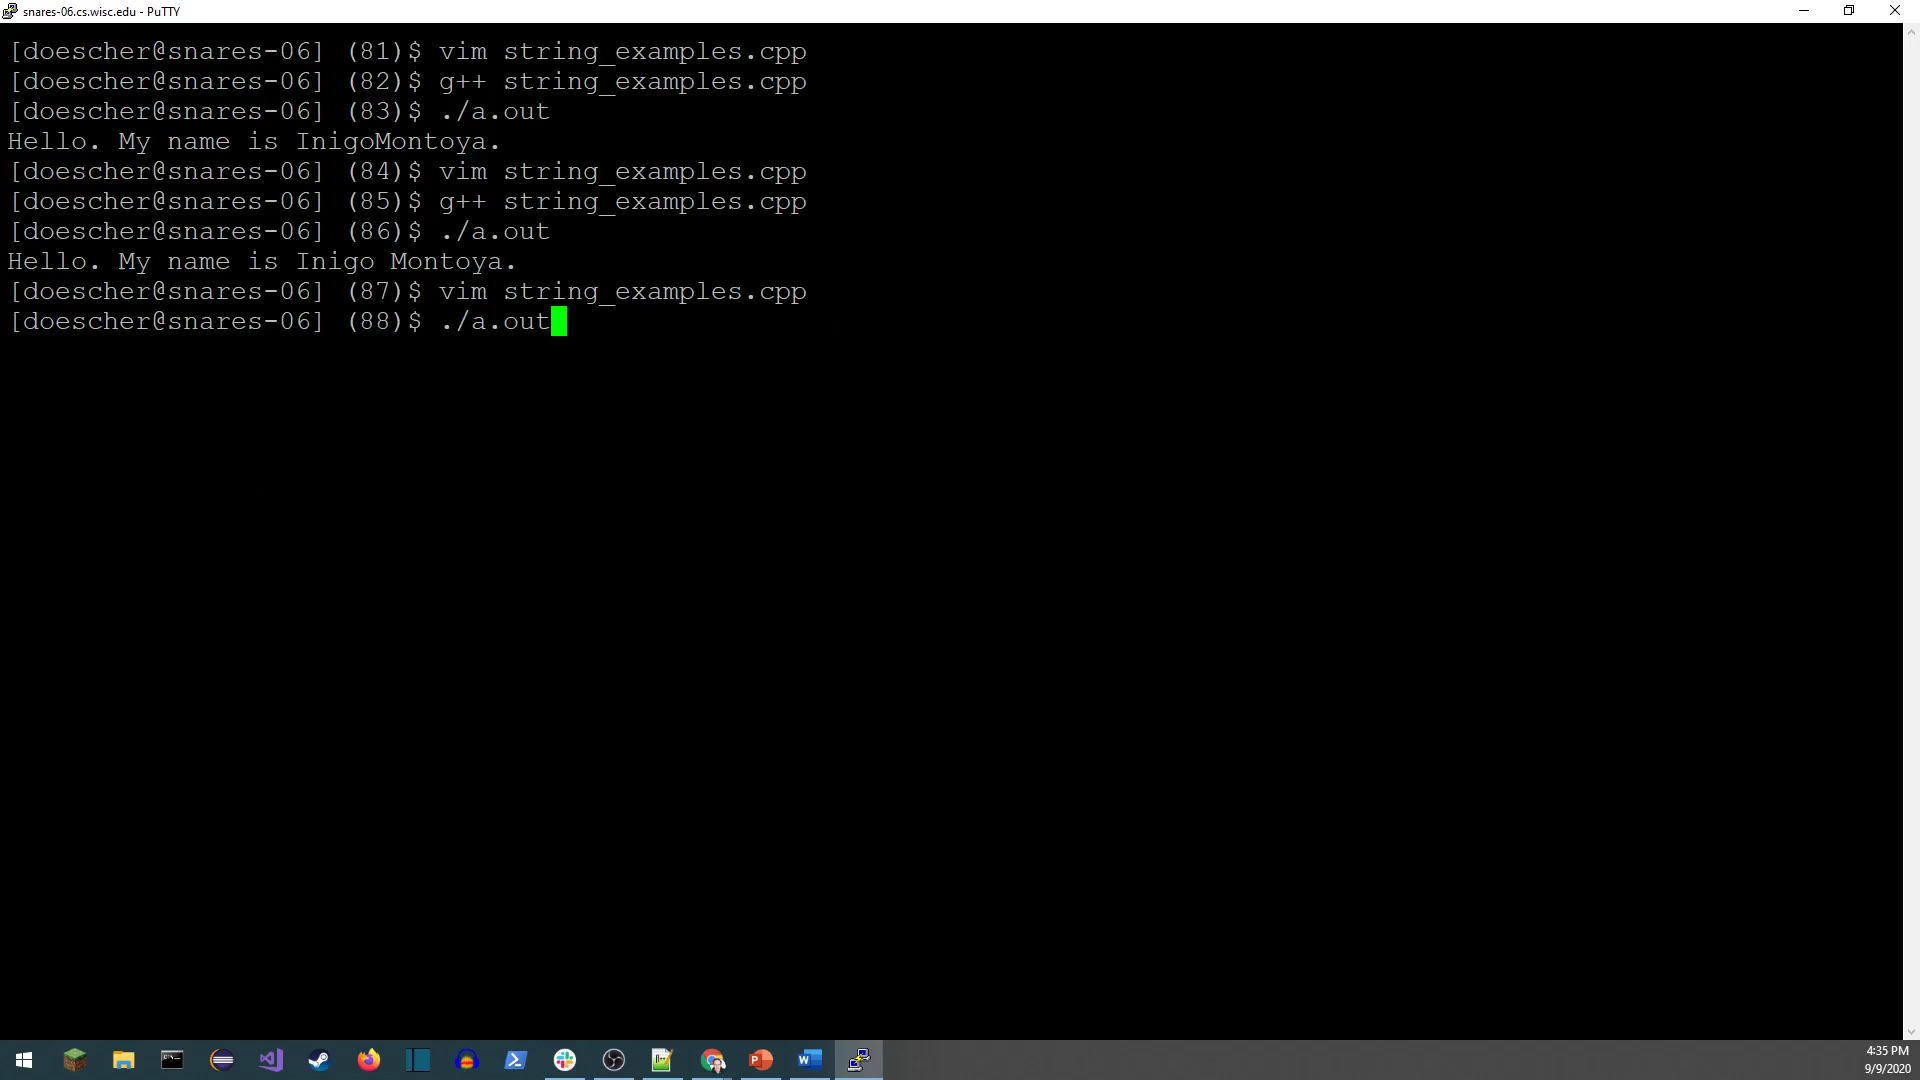 snares-06.cs.wisc.edu - PuTTY
[doescher@snares-06] (81)$ vim string_examples.cpp
[doescher@snares-06] (82)$ g++ string_examples.cpp
[doescher@snares-06] (83)$ ./a.out
Hello. My name is InigoMontoya.
[doescher@snares-06] (84)$ vim string_examples.cpp
[doescher@snares-06] (85)$ g++ string_examples.cpp
[doescher@snares-06] (86)$ ./a.out
Hello. My name is Inigo Montoya.
[doescher@snares-06] (87)$ vim string_examples.cpp
[doescher@snares-06] (88)$ ./a.out
4:35 PM
9/9/2020